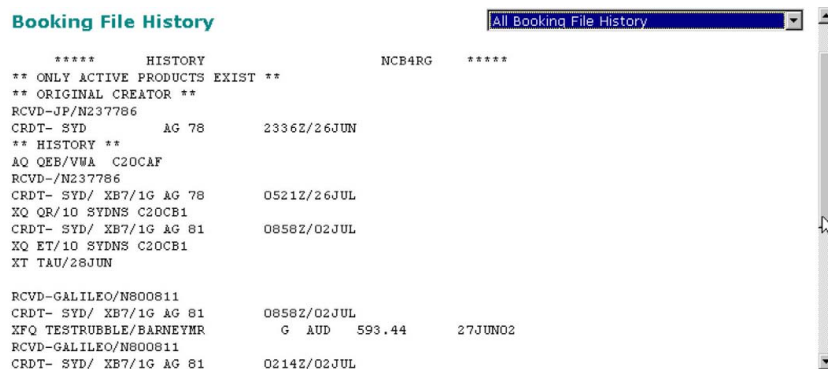 Booking File History
All Booking File History
***** HISTORY NCB4RG *****
** ONLY ACTIVE PRODUCTS EXIST **
** ORIGINAL CREATOR **
RCVD-JP/N237786
CRDT- SYD AG 78 2336Z/26JUN
** HISTORY **
AQ QEB/VWA C20CAF
RCVD-/N237786
CRDT- SYD/ XB7/1G AG 78 0521Z/26JUL
XQ QR/10 SYDNS C20CB1
CRDT- SYD/ XB7/1G AG 81 0858Z/02JUL
XQ ET/10 SYDNS C20CB1
XT TAU/28JUN
RCVD-GALILEO/N800811
CRDT- SYD/ XB7/1G AG 81 0858Z/02JUL
XFQ TESTRUBBLE/BARNEYMR G AUD 593.44 27JUN02
RCVD-GALILEO/N800811
CRDT- SYD/ XB7/1G AG 81 0214Z/02JUL